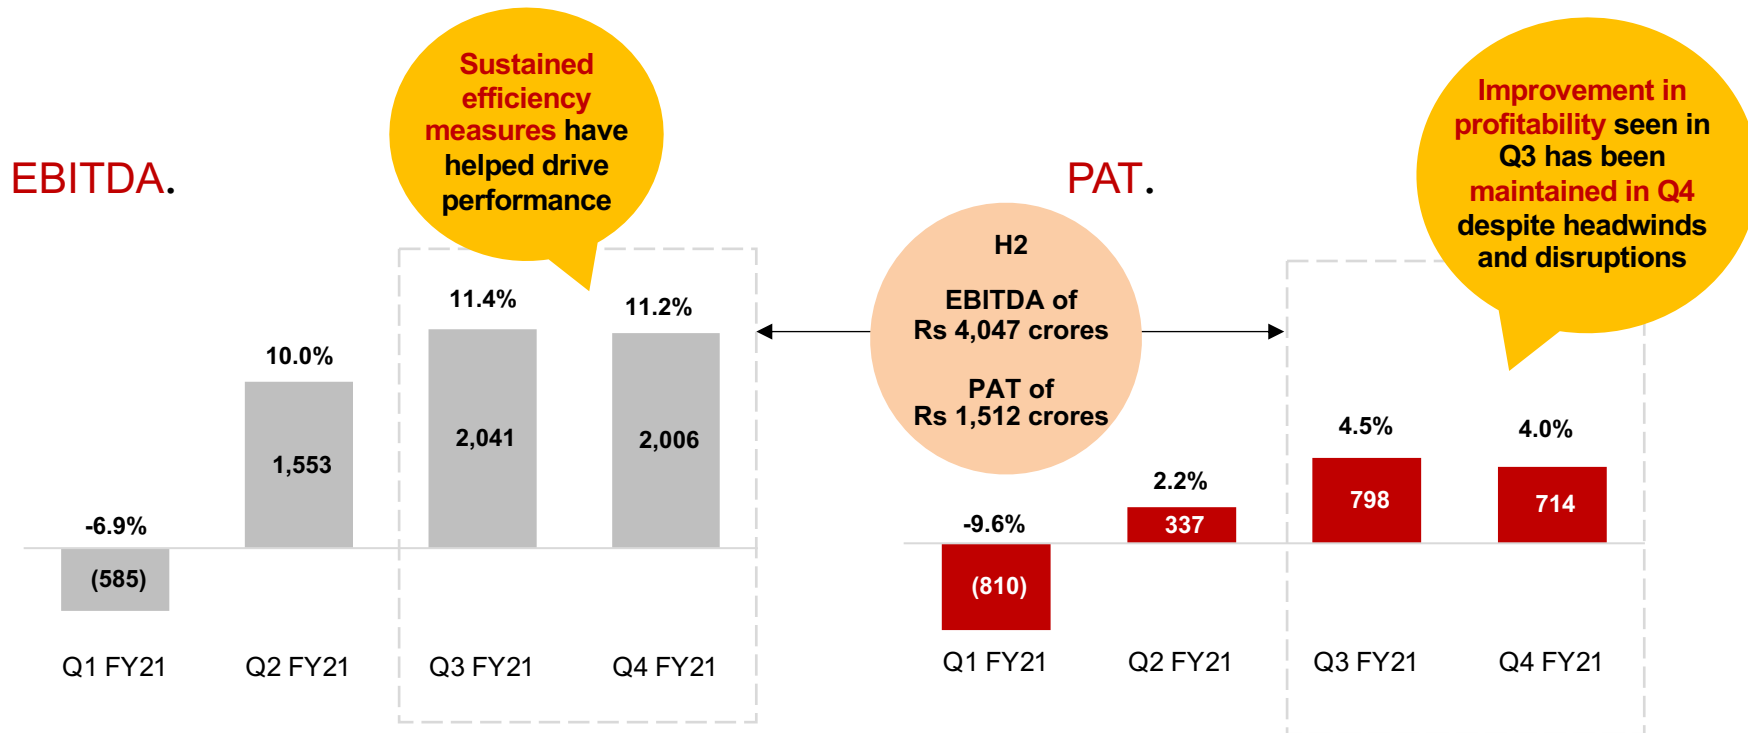 EBITDA.
Sustained
efficiency
measures have
helped drive
performance
11.4%
11.2%
10.0%
-6.9%
2,041
2,006
1,553
(585)
Q1 FY21
Q2 FY21
Q3 FY21
Q4 FY21
H2
EBITDA of
Rs 4,047 crores
PAT of
Rs 1,512 crores
PAT.
Improvement in
profitability seen in
Q3 has been
maintained in Q4
despite headwinds
and disruptions
4.5%
4.0%
2.2%
-9.6%
798
714
337
(810)
Q1 FY21
Q2 FY21
Q3 FY21
Q4 FY21